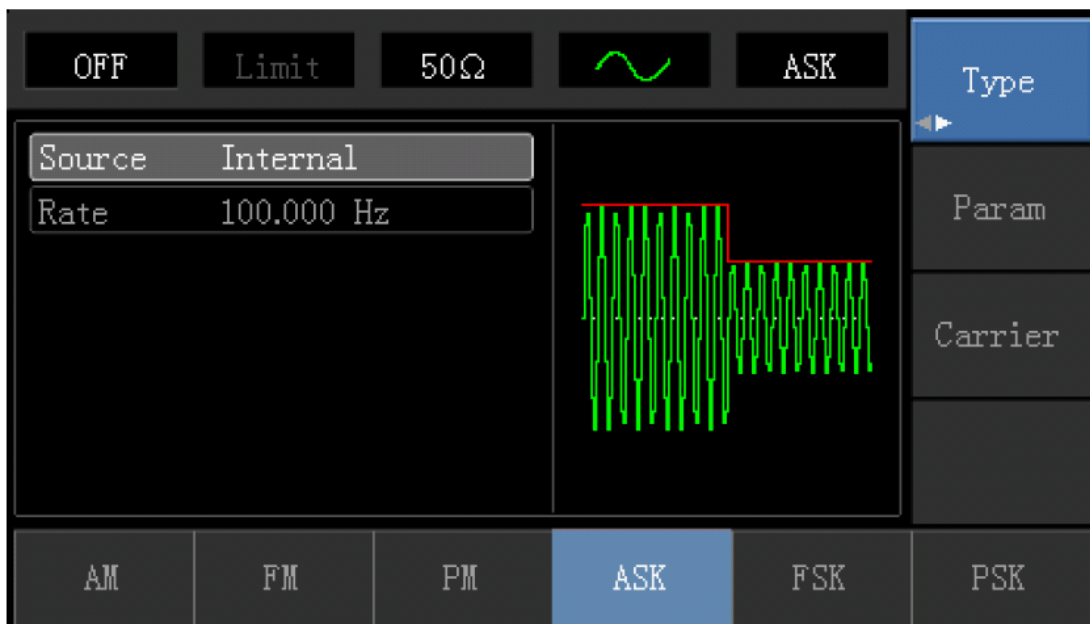 OFF Limit 50Ω ASK
Type
Source Internal
Rate 100.000 Hz
Param
Carrier
AM FM PM ASK FSK PSK